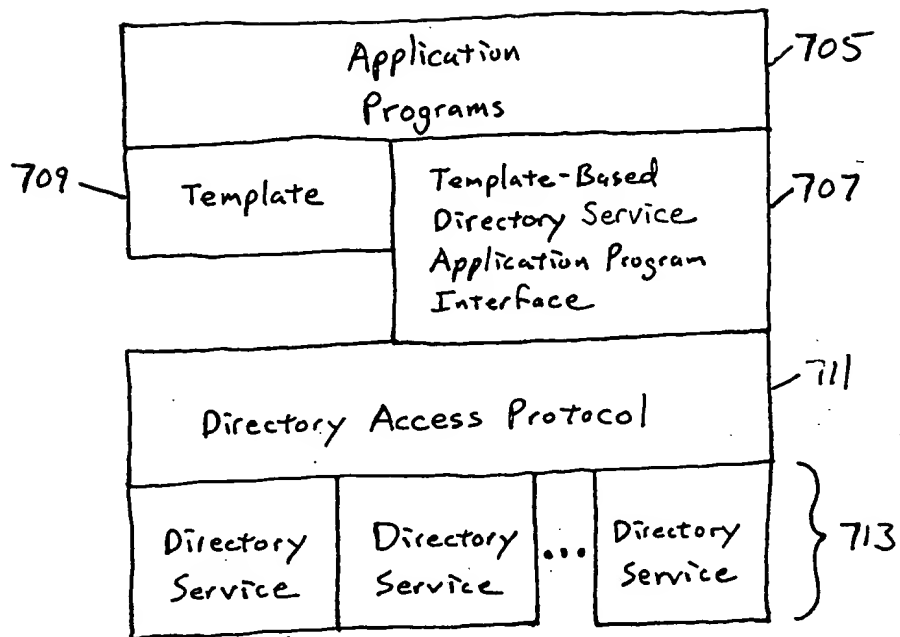 Application
Programs
705
709
Template
Template-Based
Directory Service
Application Program
Interface
707
711
Directory Access Protocol
Directory
Service
Directory
Service
...
Directory
Service
713